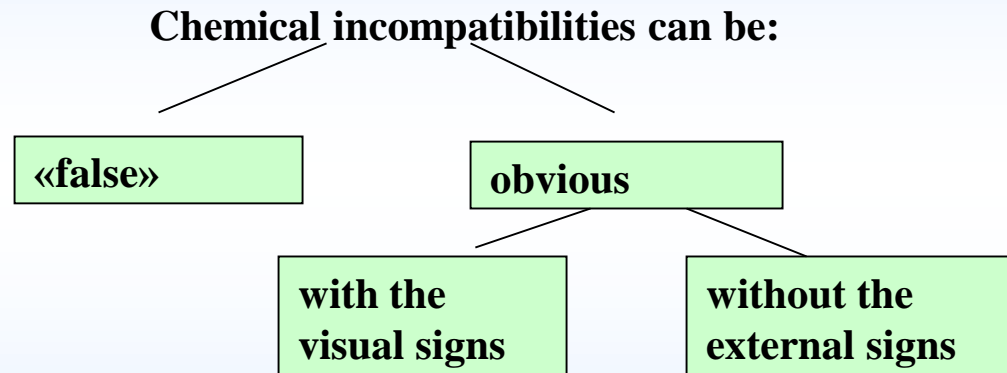 Chemical incompatibilities can be:
«false»
obvious
with the
visual signs
without the
external signs